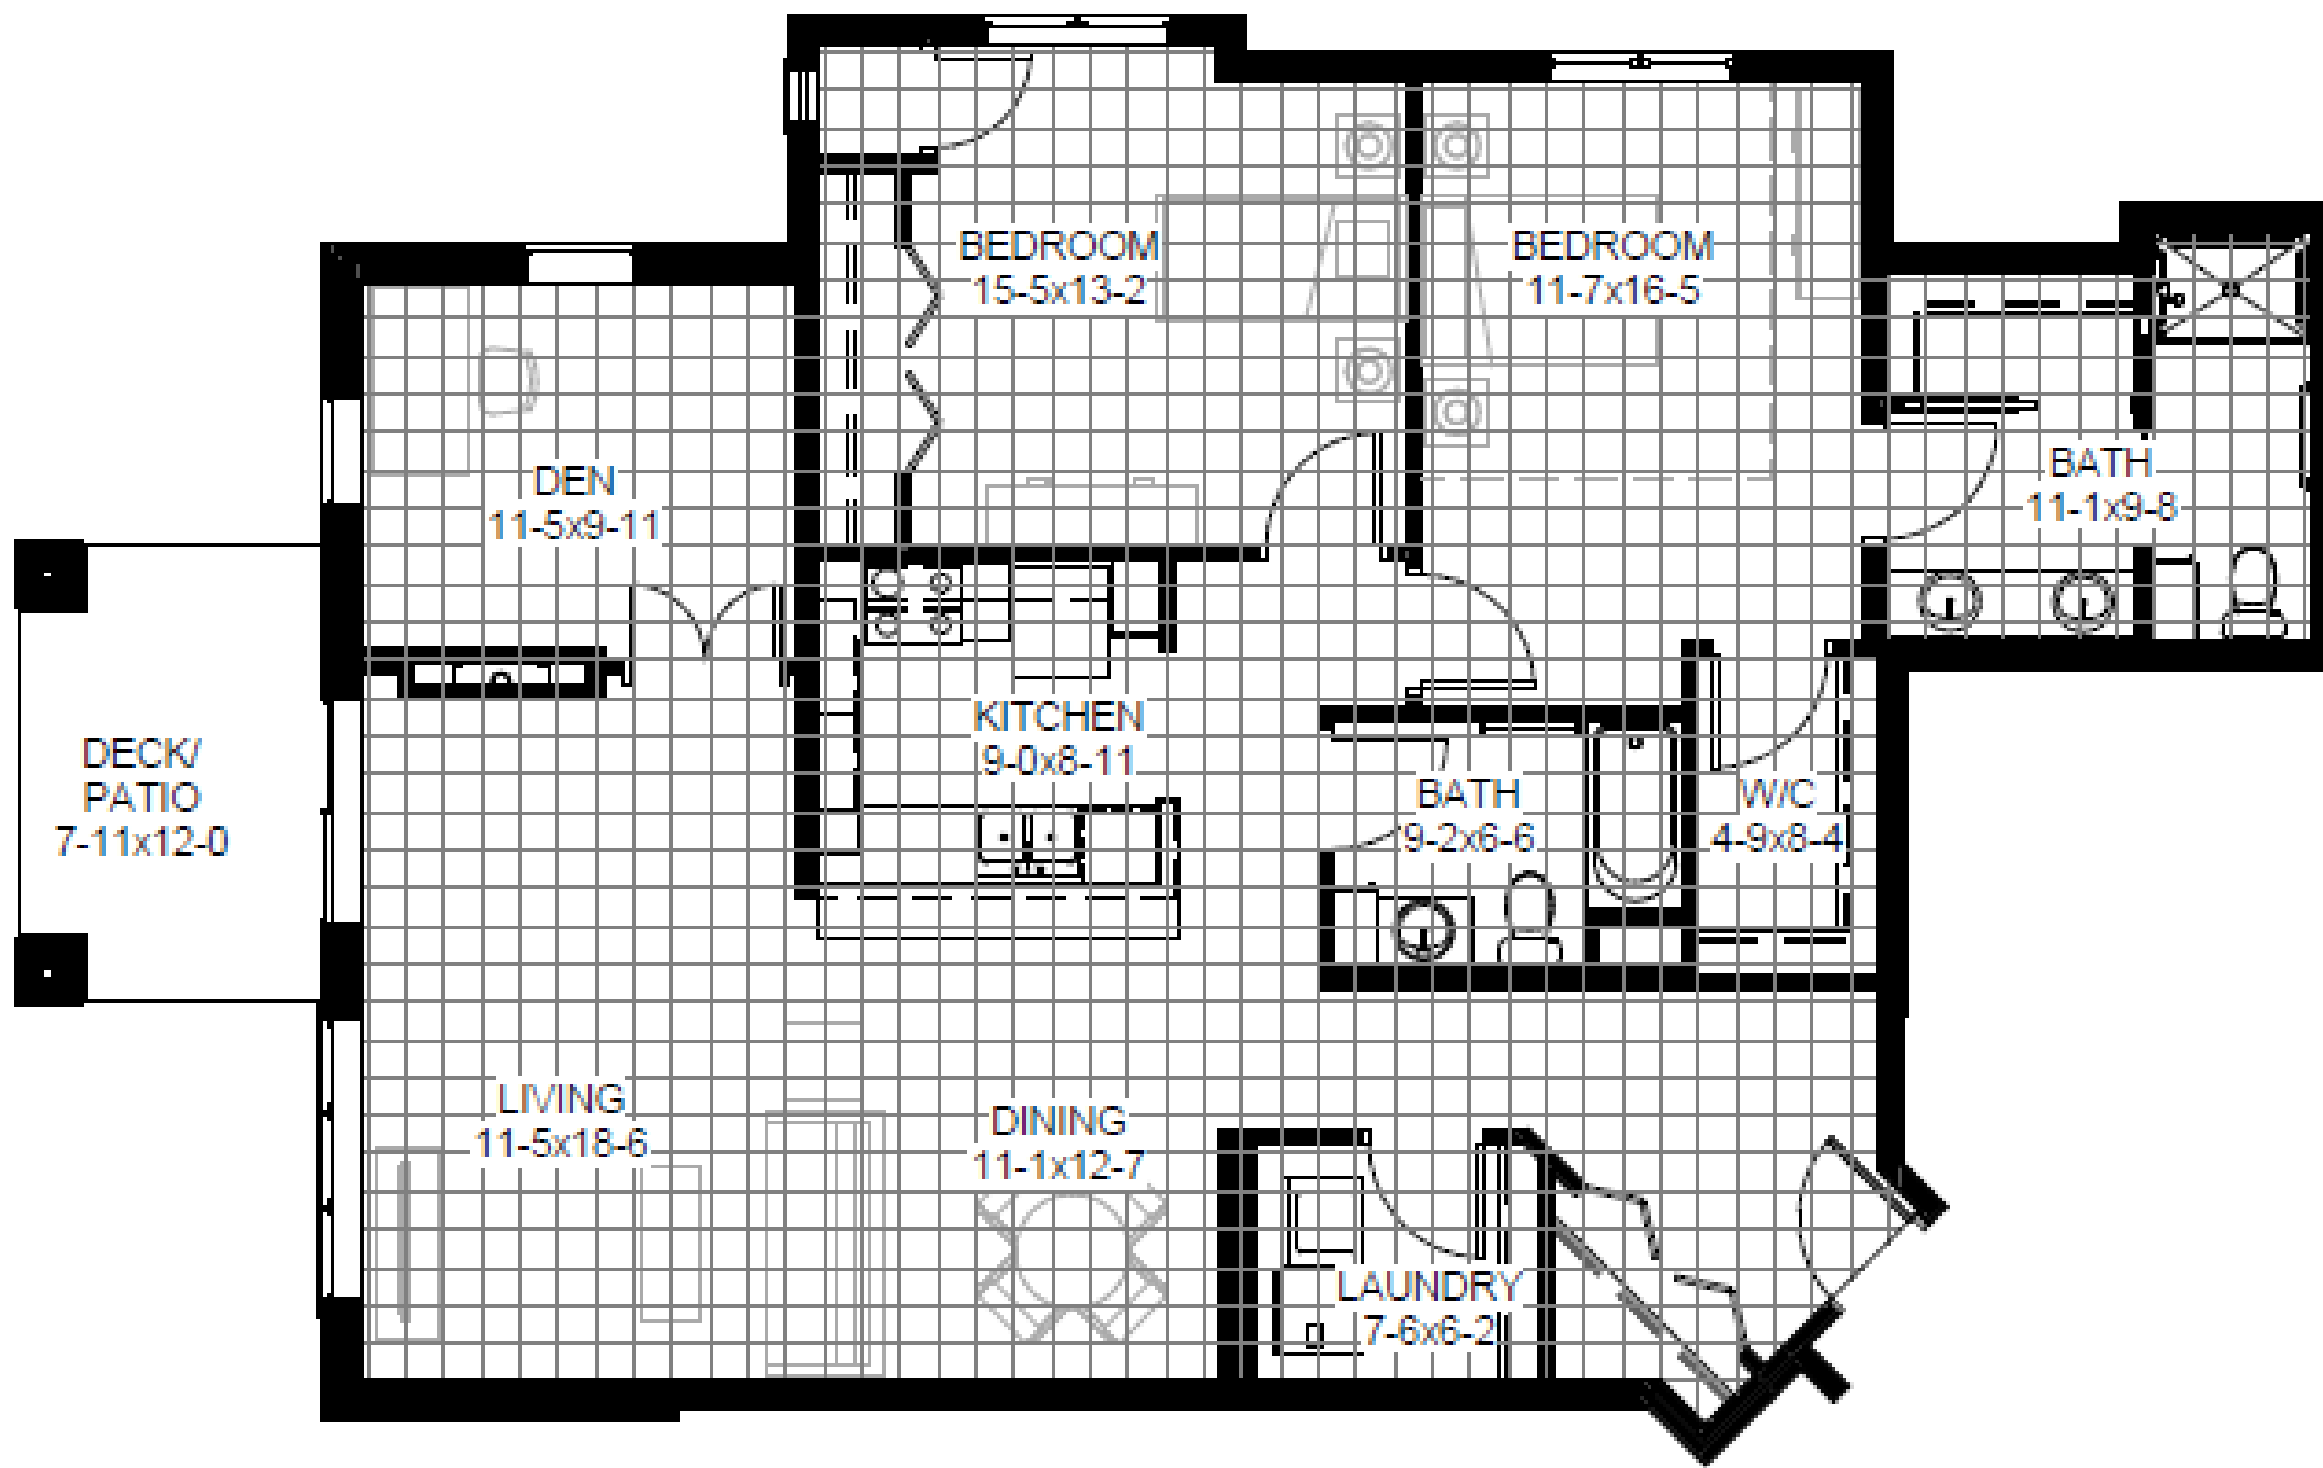 BEDROOM
15-5x13-2
BEDROOM
11-7x16-5
DEN
11-5x9-11
BATH
11-1x9-8
DECK/
PATIO
7-11x12-0
KITCHEN
9-0x8-11
BATH
9-2x6-6
W/C
4-9x8-4
LIVING
11-5x18-6
DINING
11-1x12-7
LAUNDRY
7-6x6-2